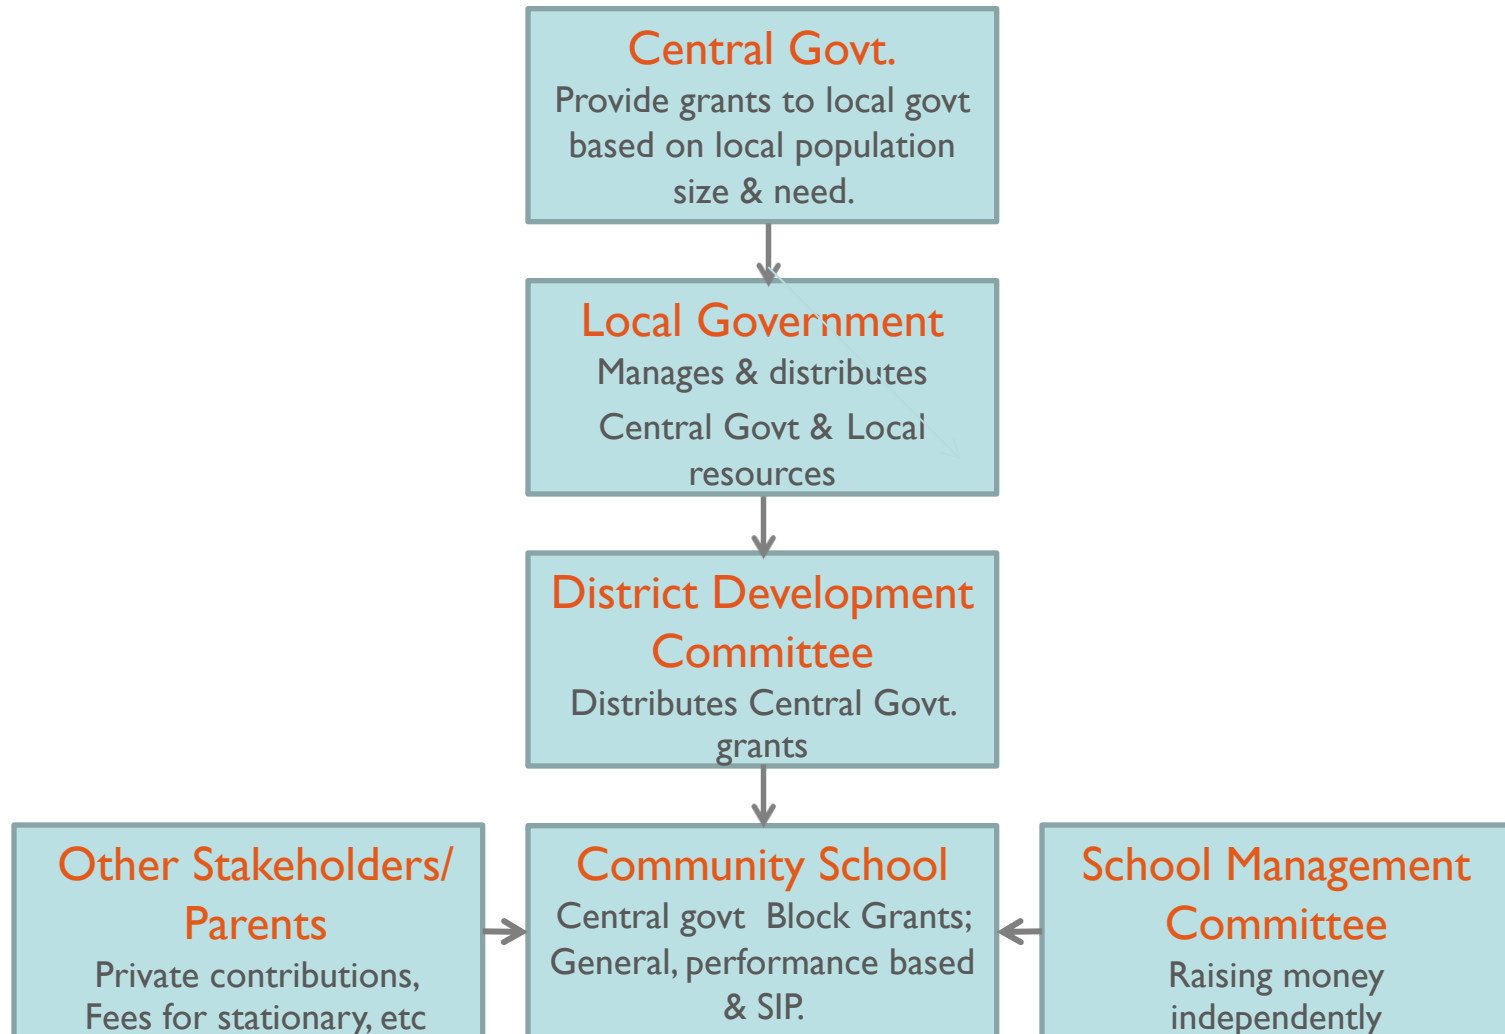 Central Govt.
Provide grants to local govt
based on local population
size & need.
Local Government
Manages & distributes
Central Govt & Local
resources
District Development
Committee
Distributes Central Govt.
grants
Other Stakeholders/
Parents
Private contributions,
Fees for stationary, etc
Community School
Central govt Block Grants;
General, performance based
& SIP.
School Management
Committee
Raising money
independently